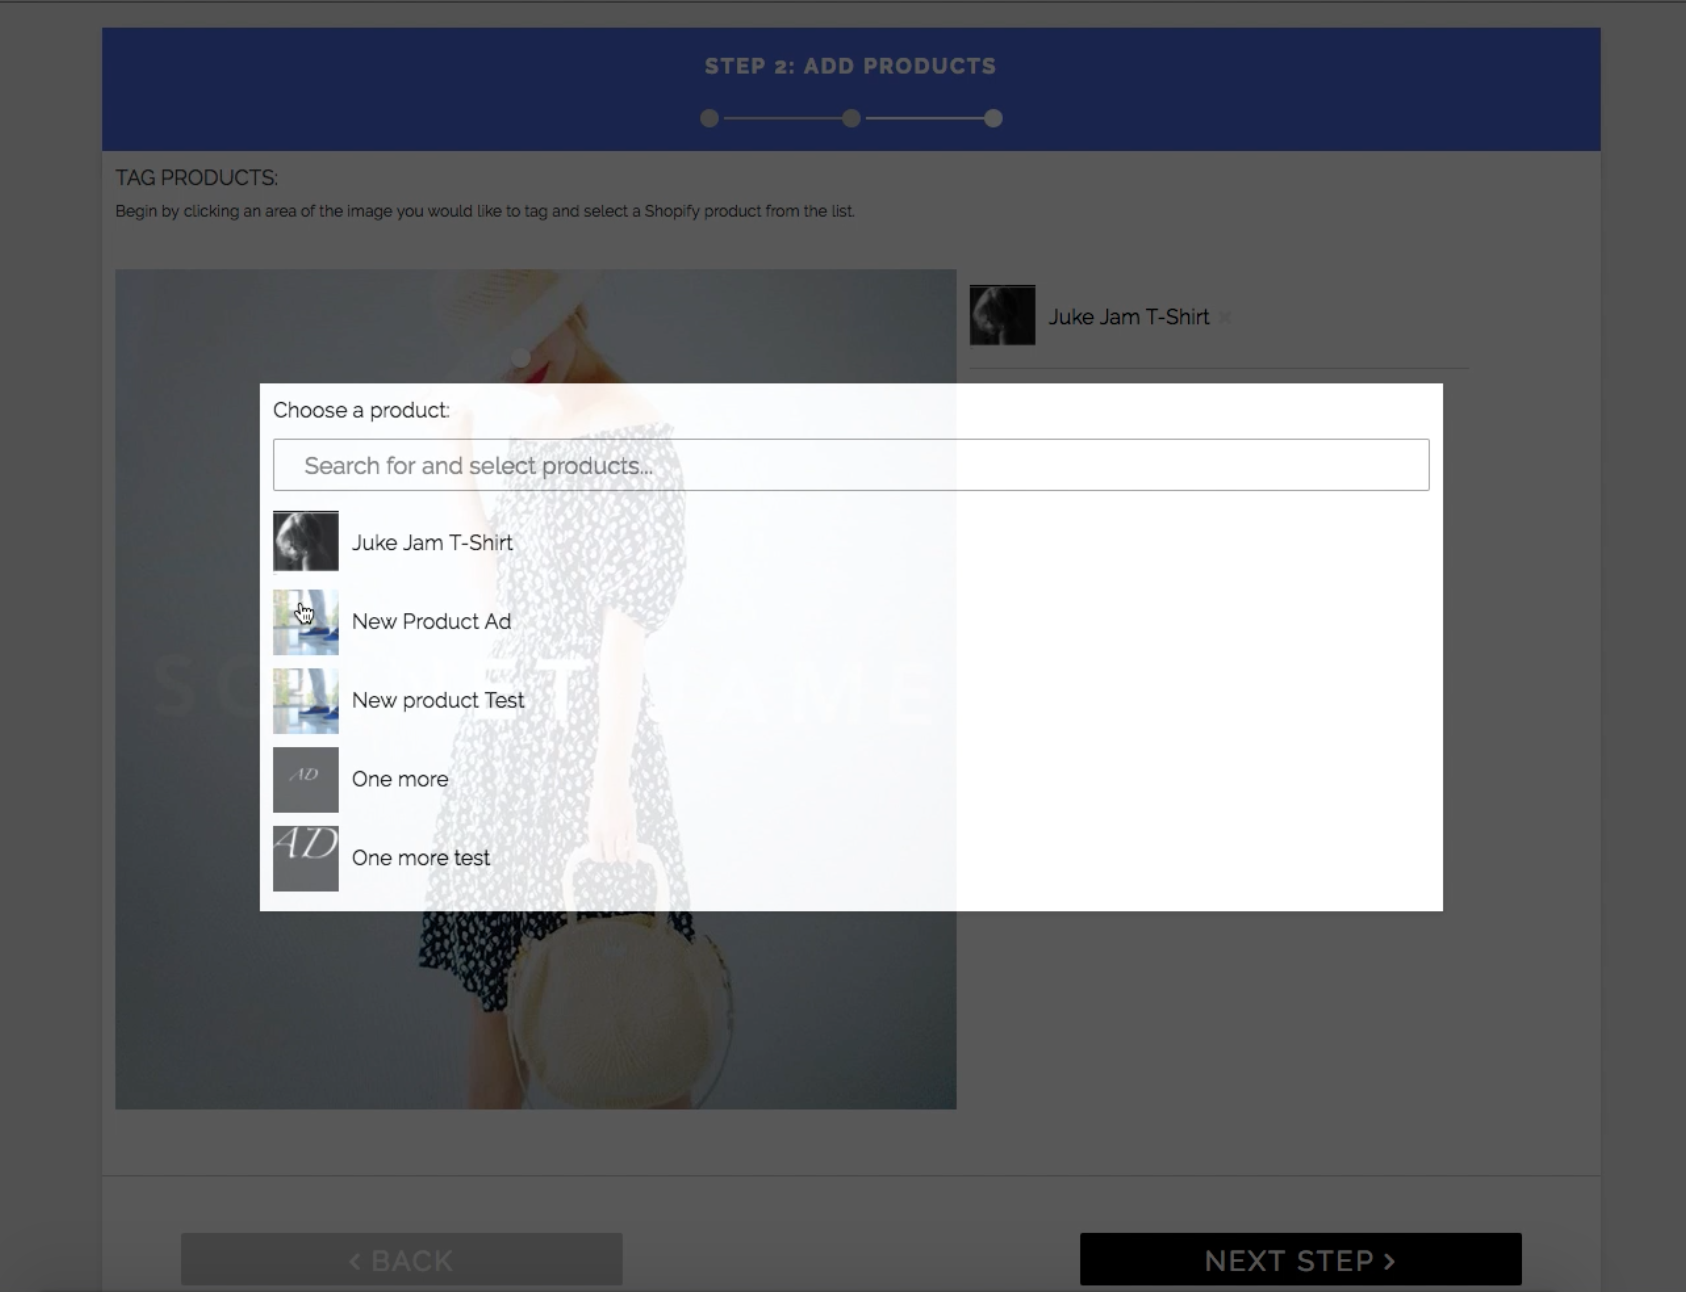 STEP 2: ADD PRODUCTS
TAG PRODUCTS:
Begin by clicking an area of the image you would like to tag and select a Shopify product from the list.
Juke Jam T-Shirt ×
Choose a product:
Search for and select products...
Juke Jam T-Shirt
New Product Ad
New product Test
AD
One more
AD
One more test
< BACK
NEXT STEP >